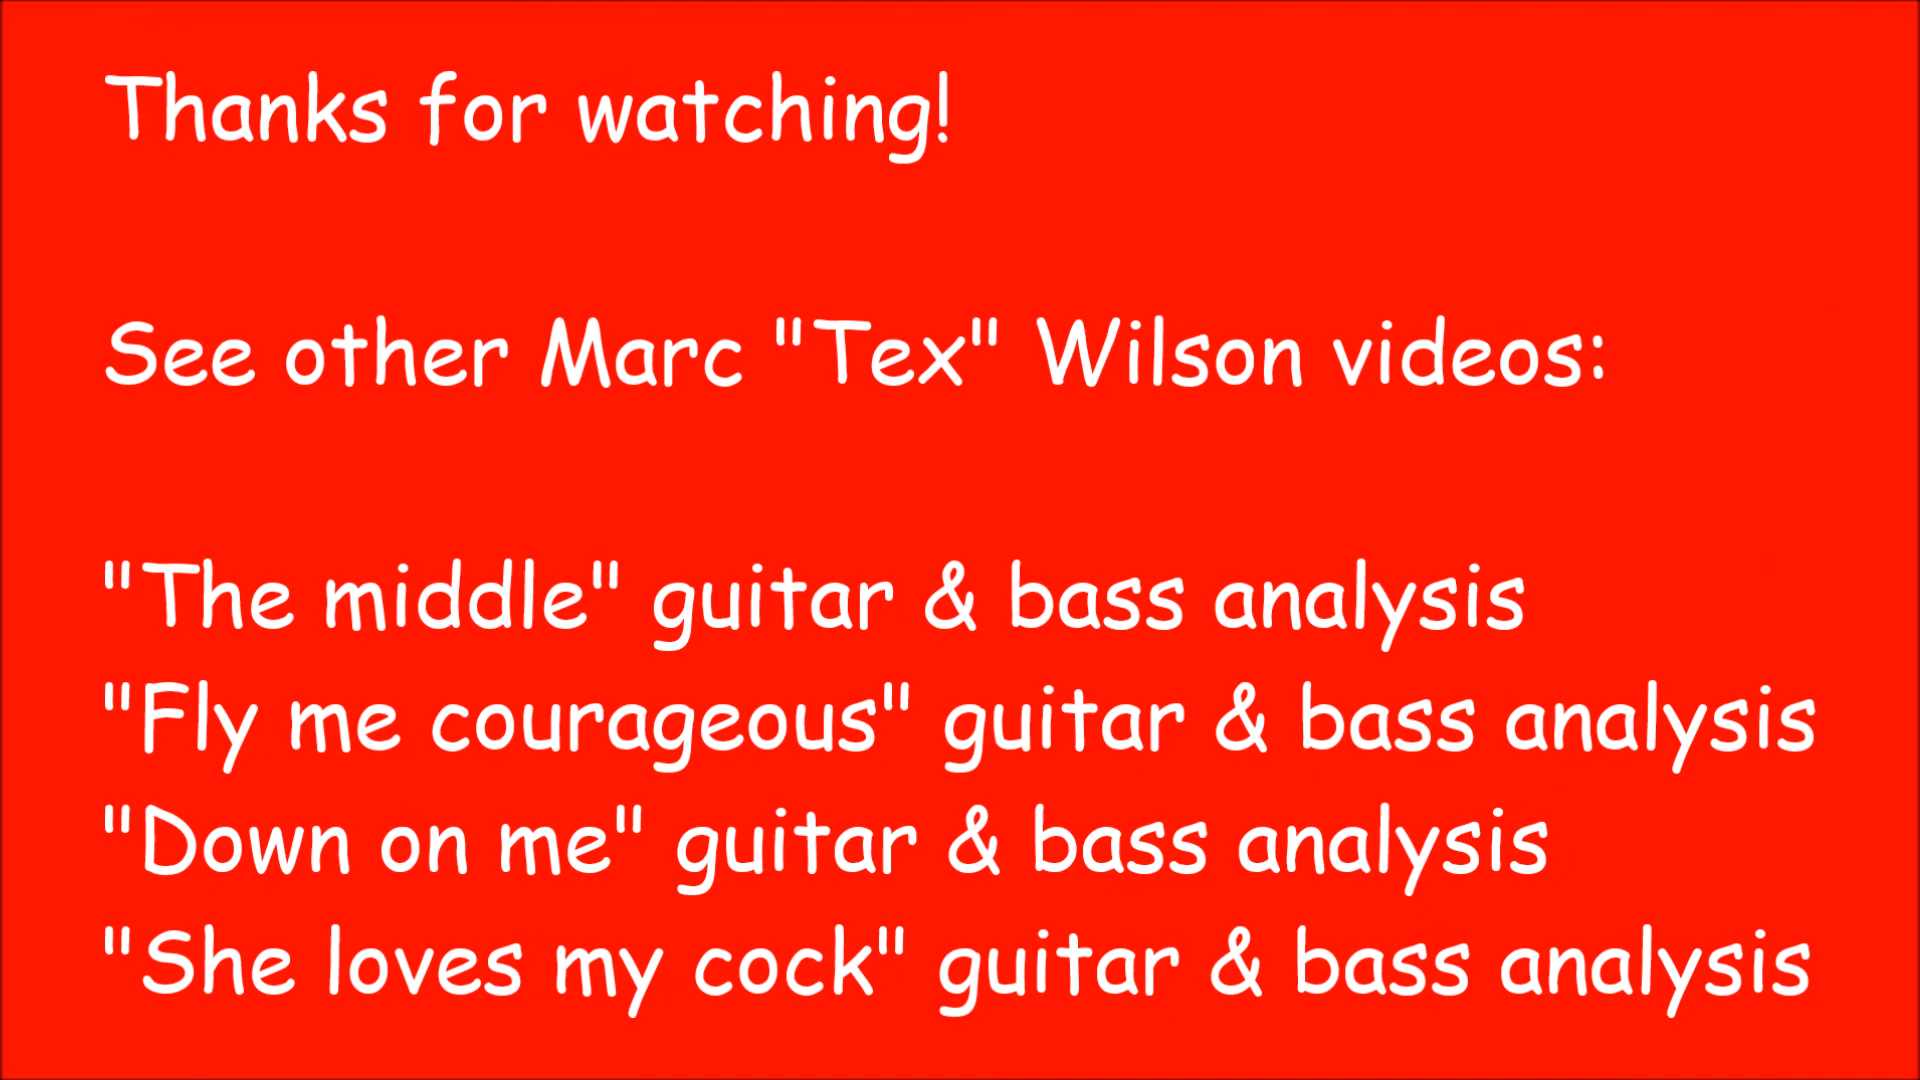 Thanks for watching!
See other Marc "Tex" Wilson videos:
"The middle" guitar & bass analysis
"Fly me courageous" guitar & bass analysis
"Down on me" guitar & bass analysis
"She loves my cock" guitar & bass analysis